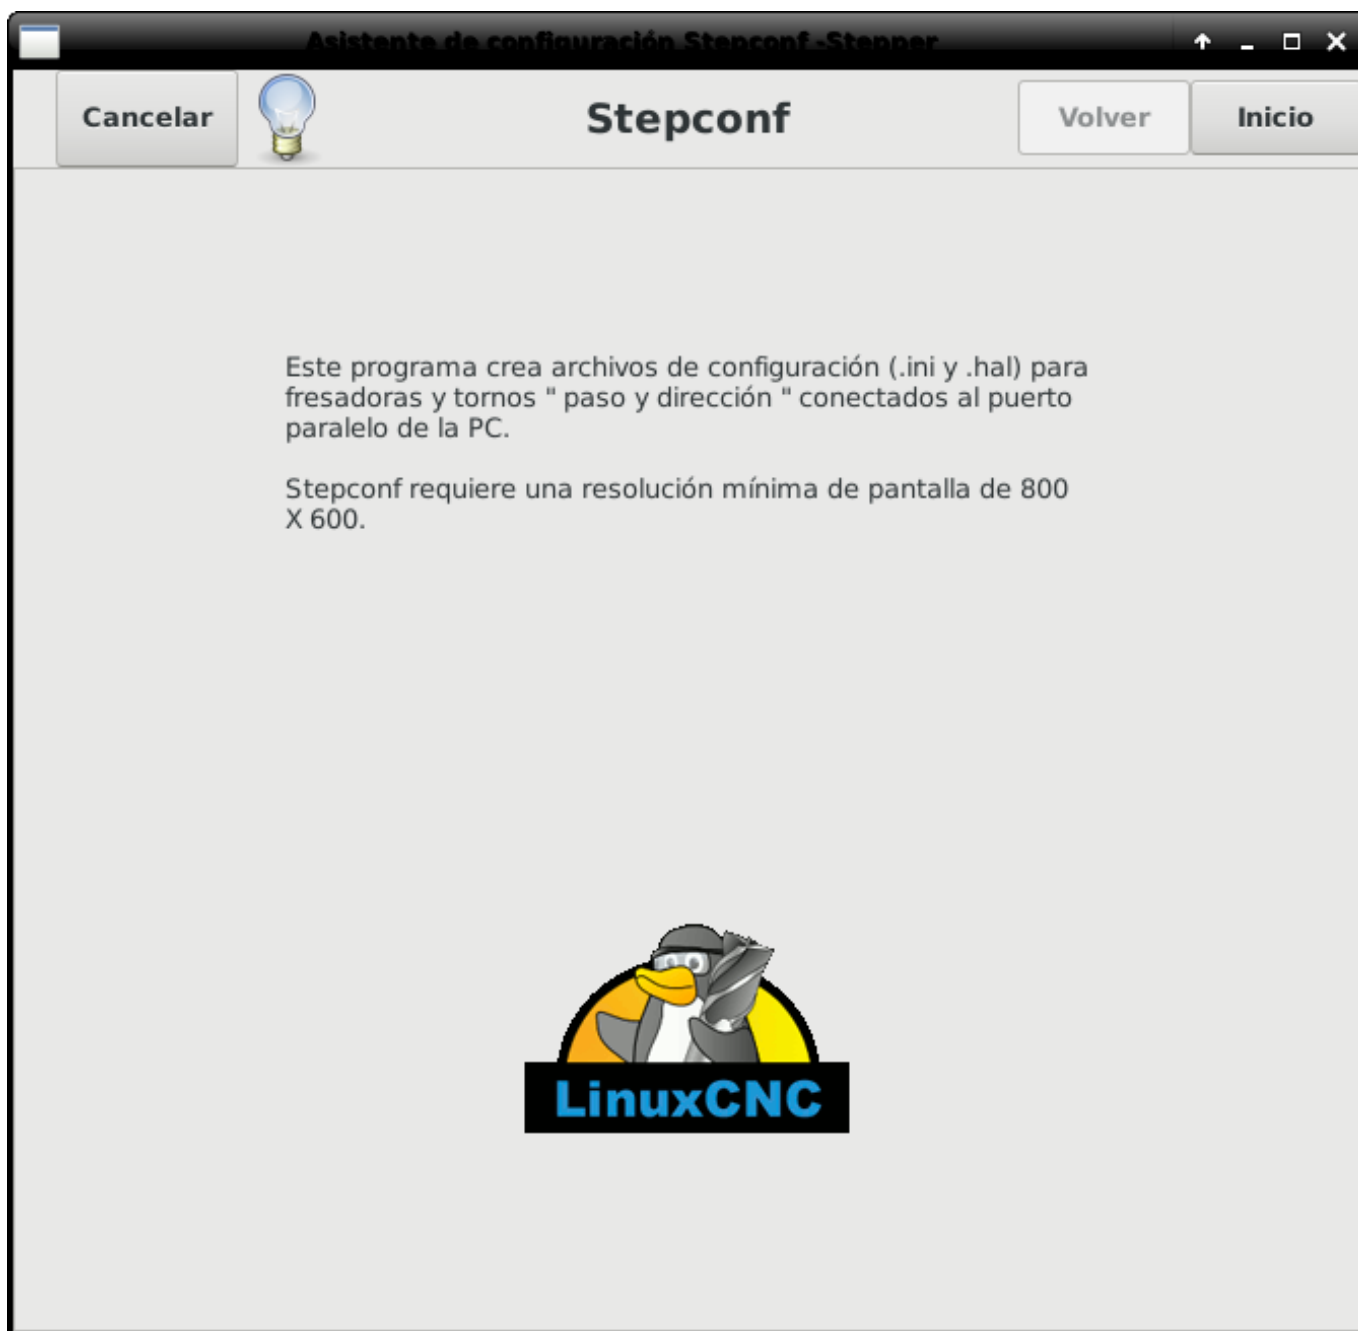 Asistente de configuración Stepconf -Stepper
Cancelar
Stepconf
Volver
Inicio
Este programa crea archivos de configuración (.ini y .hal) para
fresadoras y tornos " paso y dirección " conectados al puerto
paralelo de la PC.
Stepconf requiere una resolución mínima de pantalla de 800
X 600.
LinuxCNC